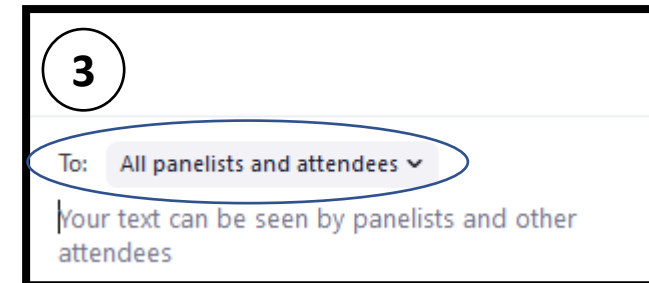 3
To: All panelists and attendees
Your text can be seen by panelists and other
attendees